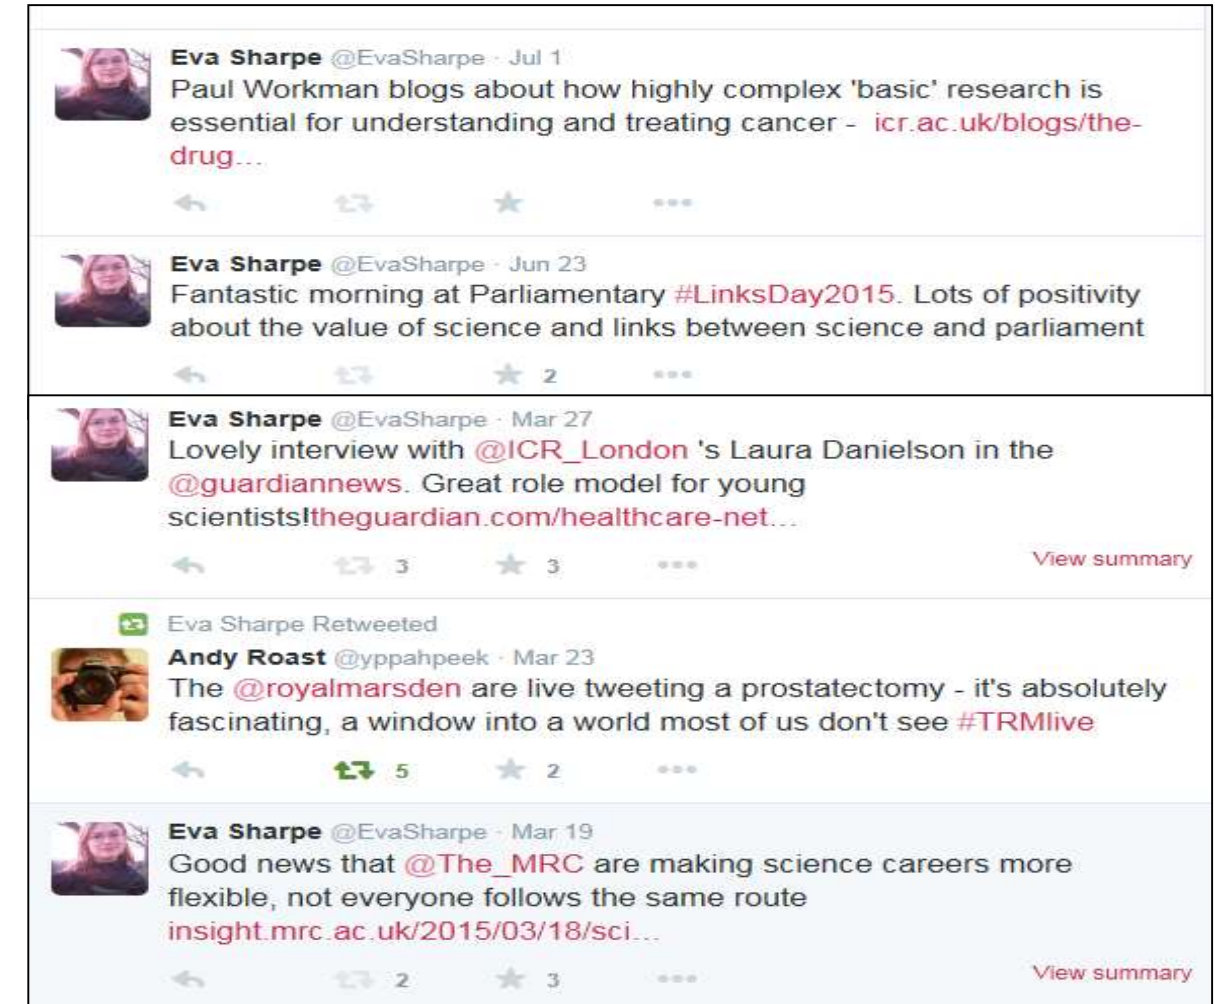 Eva Sharpe @EvaSharpe · Jul 1
Paul Workman blogs about how highly complex 'basic' research is
essential for understanding and treating cancer - icr.ac.uk/blogs/the-
drug...
Eva Sharpe @EvaSharpe · Jun 23
Fantastic morning at Parliamentary #LinksDay2015. Lots of positivity
about the value of science and links between science and parliament
2
Eva Sharpe @EvaSharpe · Mar 27
Lovely interview with @ICR_London 's Laura Danielson in the
@guardiannews. Great role model for young
scientists!theguardian.com/healthcare-net...
3 3 View summary
Eva Sharpe Retweeted
Andy Roast @yppahpeek · Mar 23
The @royalmarsden are live tweeting a prostatectomy - it's absolutely
fascinating, a window into a world most of us don't see #TRMlive
5 2
Eva Sharpe @EvaSharpe · Mar 19
Good news that @The_MRC are making science careers more
flexible, not everyone follows the same route
insight.mrc.ac.uk/2015/03/18/sci...
2 3 View summary